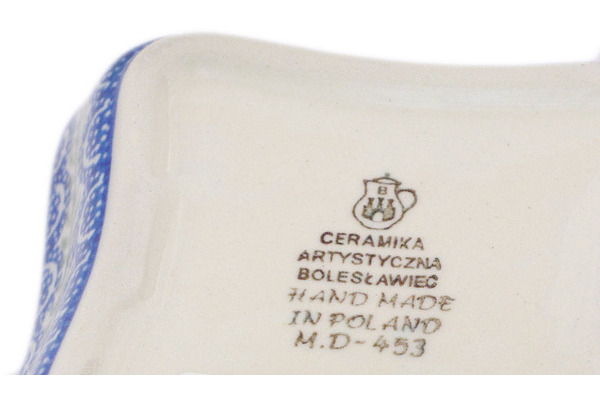 B
CERAMIKA
ARTYSTYCZNA
BOLESŁAWIEC
HAND MADE
IN POLAND
M.D-453